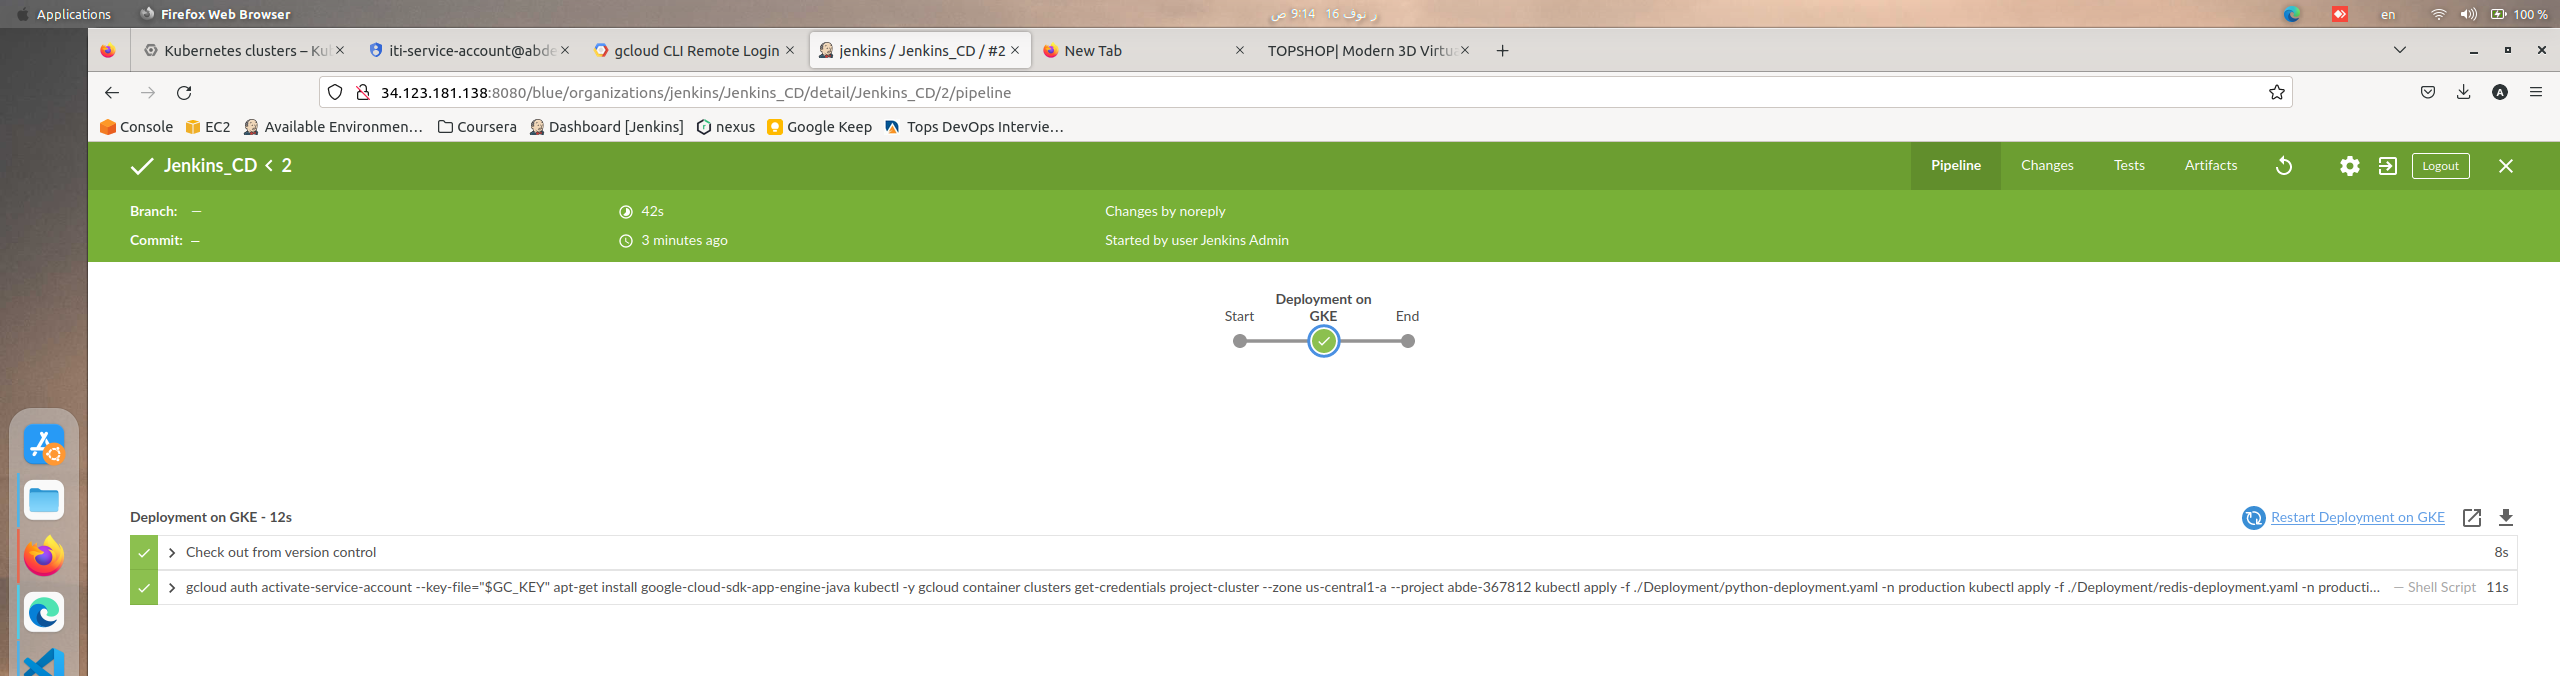 Applications Firefox Web Browser ر نوف 16 9:14 ص en 100 %
Kubernetes clusters – Kub iti-service-account@abde gcloud CLI Remote Login jenkins / Jenkins_CD / #2 New Tab TOPSHOP| Modern 3D Virtua
34.123.181.138:8080/blue/organizations/jenkins/Jenkins_CD/detail/Jenkins_CD/2/pipeline
Console EC2 Available Environmen… Coursera Dashboard [Jenkins] nexus Google Keep Tops DevOps Intervie…
Jenkins_CD < 2 Pipeline Changes Tests Artifacts Logout
Branch: — 42s Changes by noreply
Commit: — 3 minutes ago Started by user Jenkins Admin
Deployment on
Start GKE End
Deployment on GKE - 12s Restart Deployment on GKE
Check out from version control 8s
gcloud auth activate-service-account --key-file="$GC_KEY" apt-get install google-cloud-sdk-app-engine-java kubectl -y gcloud container clusters get-credentials project-cluster --zone us-central1-a --project abde-367812 kubectl apply -f ./Deployment/python-deployment.yaml -n production kubectl apply -f ./Deployment/redis-deployment.yaml -n producti… — Shell Script 11s